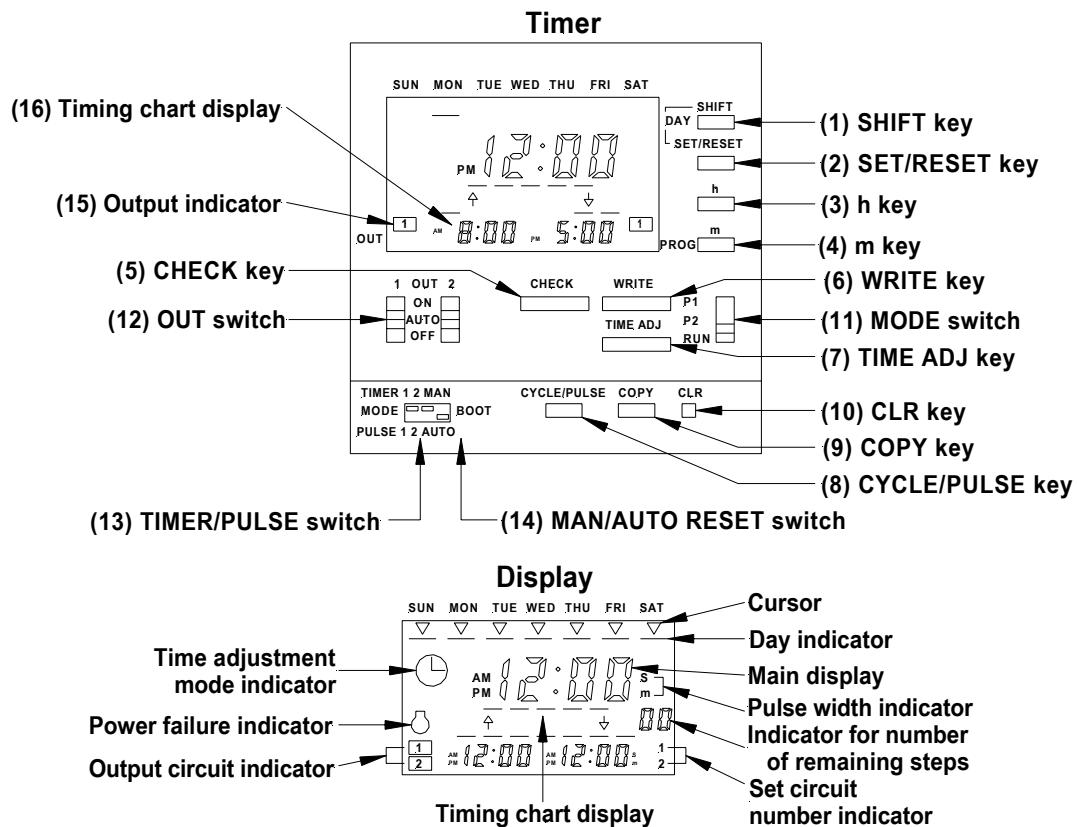 Timer
SUN MON TUE WED THU FRI SAT
(16) Timing chart display
SHIFT
DAY
(1) SHIFT key
12:00
PM
SET/RESET
(2) SET/RESET key
(15) Output indicator
h
(3) h key
1
OUT
AM 8:00 PM 5:00
1
m
PROG
(4) m key
(5) CHECK key
(6) WRITE key
1 OUT 2
CHECK
WRITE
ON
P1
(12) OUT switch
AUTO
P2
(11) MODE switch
OFF
TIME ADJ
RUN
(7) TIME ADJ key
TIMER 1 2 MAN
CYCLE/PULSE
COPY
CLR
MODE
BOOT
(10) CLR key
PULSE 1 2 AUTO
(9) COPY key
(8) CYCLE/PULSE key
(13) TIMER/PULSE switch
(14) MAN/AUTO RESET switch
Display
SUN MON TUE WED THU FRI SAT
Cursor
Day indicator
Time adjustment
mode indicator
AM
PM
12:00
S
m
Main display
Pulse width indicator
Power failure indicator
00
Indicator for number
of remaining steps
Output circuit indicator
1
2
AM
PM
12:00
AM
PM
12:00
S
m
1
2
Set circuit
number indicator
Timing chart display